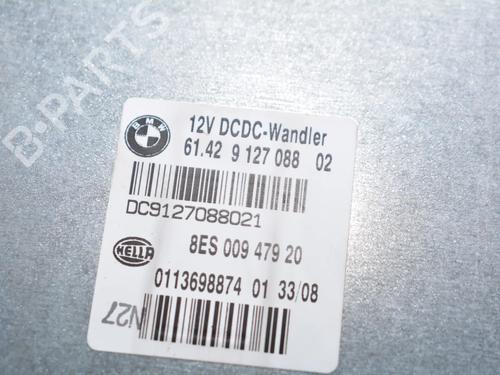 B-PARTS
BMW
12V DCDC-Wandler
61.42 9 127 088 02
DC9127088021
HELLA
8ES 009 479 20
0113698874 01 33/08
N27